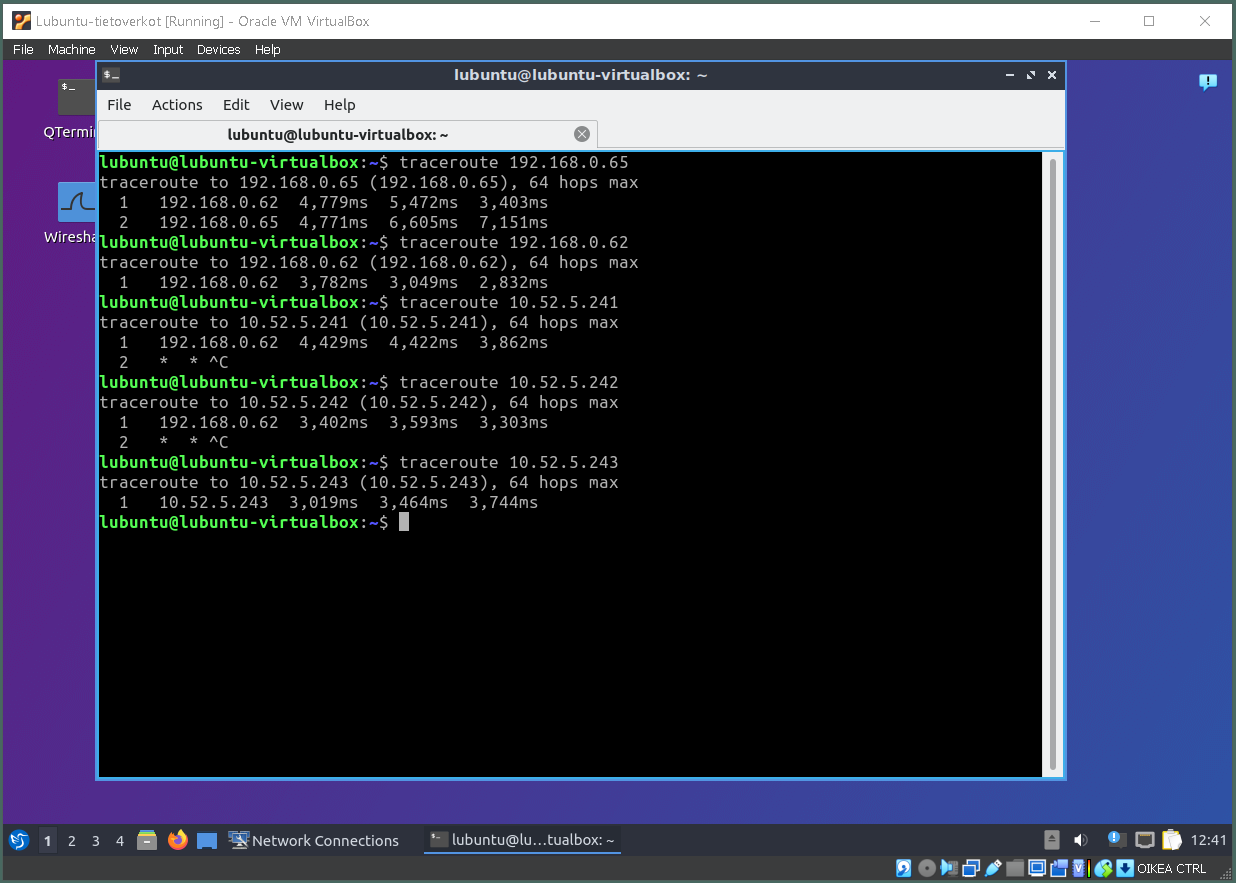 Lubuntu-tietoverkot [Running] - Oracle VM VirtualBox
File Machine View Input Devices Help
lubuntu@lubuntu-virtualbox: ~
File Actions Edit View Help
lubuntu@lubuntu-virtualbox: ~
QTermi
Wiresha
lubuntu@lubuntu-virtualbox:~$ traceroute 192.168.0.65
traceroute to 192.168.0.65 (192.168.0.65), 64 hops max
1 192.168.0.62 4,779ms 5,472ms 3,403ms
2 192.168.0.65 4,771ms 6,605ms 7,151ms
lubuntu@lubuntu-virtualbox:~$ traceroute 192.168.0.62
traceroute to 192.168.0.62 (192.168.0.62), 64 hops max
1 192.168.0.62 3,782ms 3,049ms 2,832ms
lubuntu@lubuntu-virtualbox:~$ traceroute 10.52.5.241
traceroute to 10.52.5.241 (10.52.5.241), 64 hops max
1 192.168.0.62 4,429ms 4,422ms 3,862ms
2 * * ^C
lubuntu@lubuntu-virtualbox:~$ traceroute 10.52.5.242
traceroute to 10.52.5.242 (10.52.5.242), 64 hops max
1 192.168.0.62 3,402ms 3,593ms 3,303ms
2 * * ^C
lubuntu@lubuntu-virtualbox:~$ traceroute 10.52.5.243
traceroute to 10.52.5.243 (10.52.5.243), 64 hops max
1 10.52.5.243 3,019ms 3,464ms 3,744ms
lubuntu@lubuntu-virtualbox:~$
1 2 3 4 Network Connections lubuntu@lu...tualbox: ~ 12:41
OIKEA CTRL